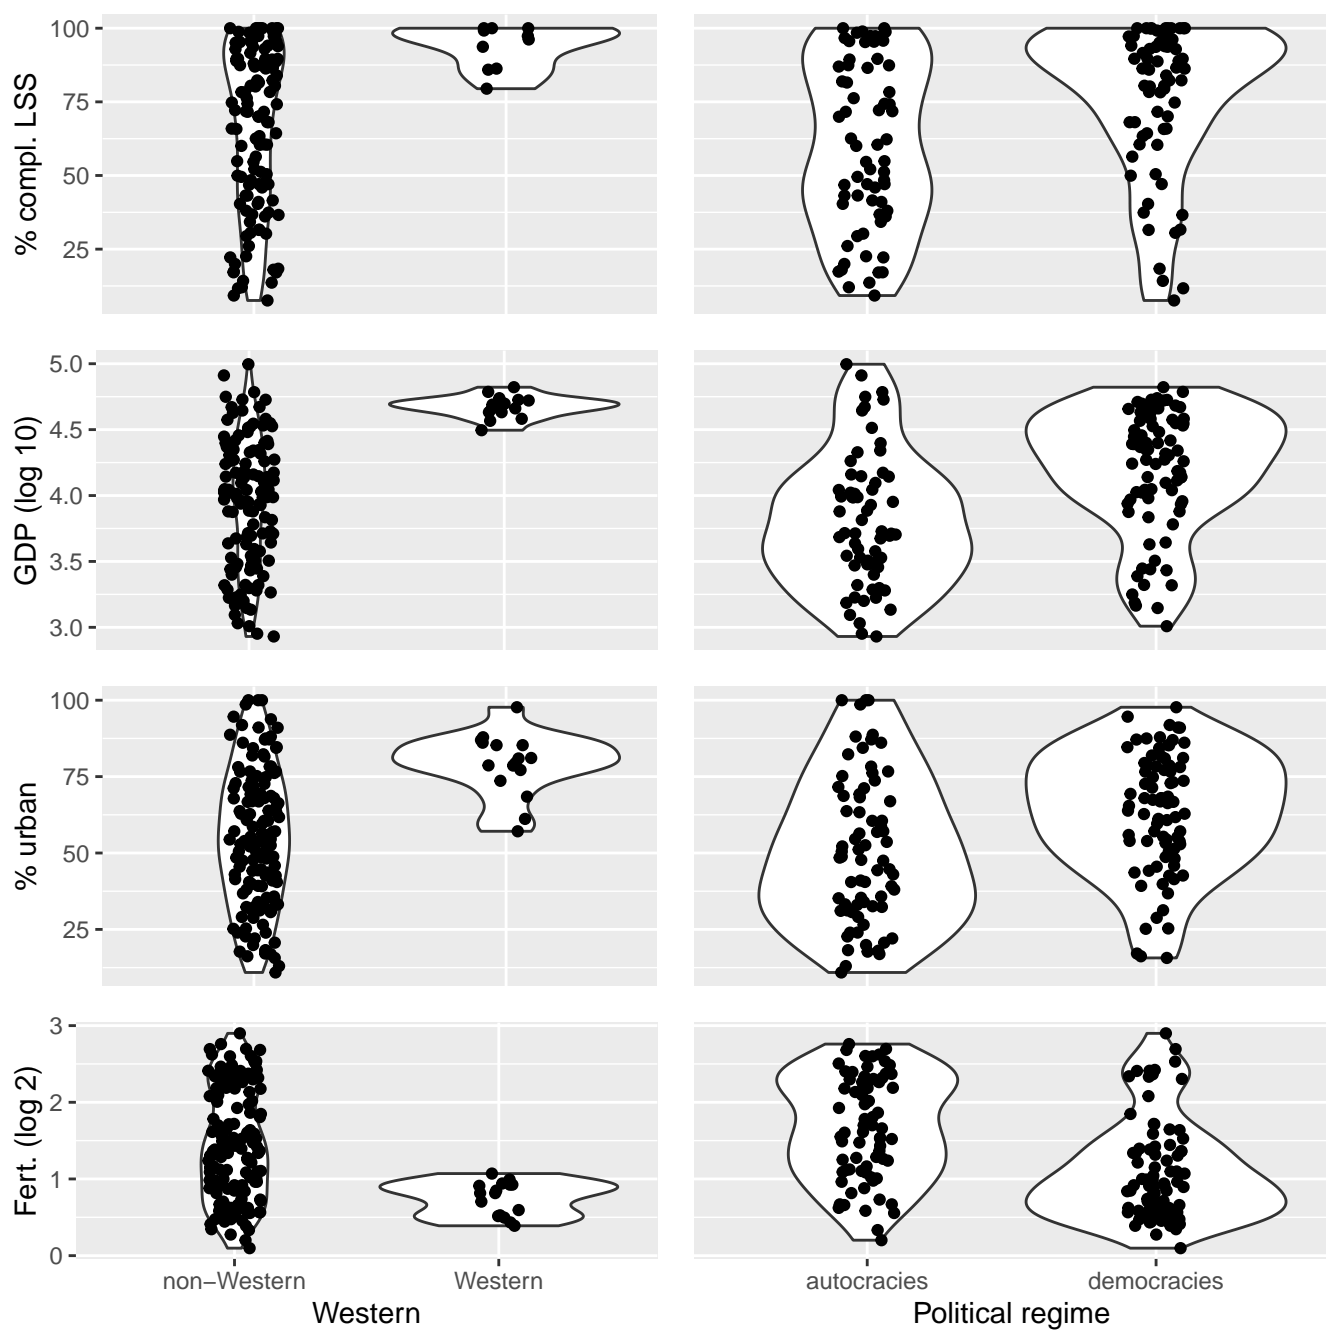 % compl. LSS
100
75
50
25
GDP (log 10)
5.0
4.5
4.0
3.5
3.0
% urban
100
75
50
25
Fert. (log 2)
3
2
1
0
non−Western Western autocracies democracies
Western Political regime